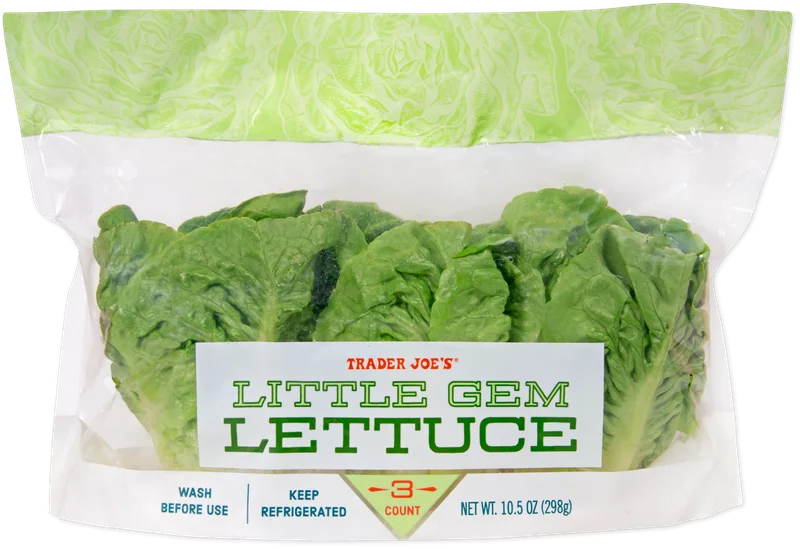 TRADER JOE'S®
LITTLE GEM
LETTUCE
WASH
BEFORE USE
KEEP
REFRIGERATED
3
COUNT
NET WT. 10.5 OZ (298g)